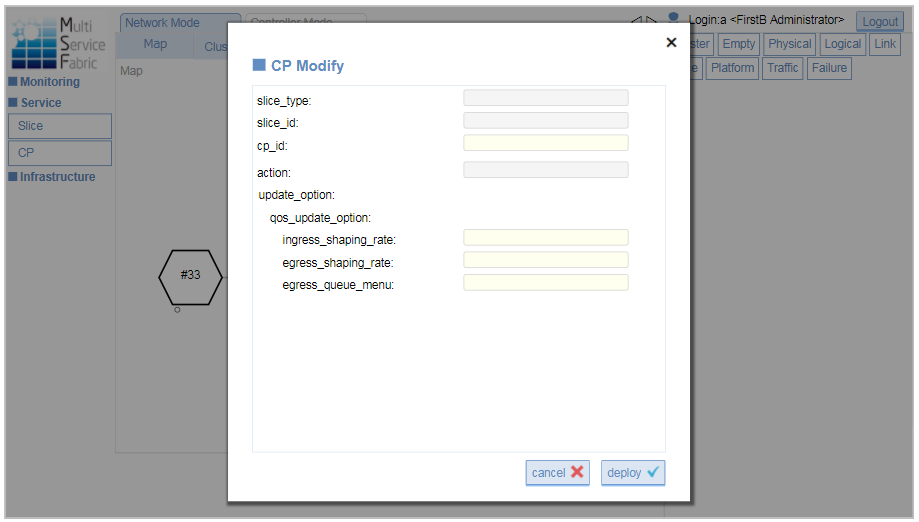 Multi
Service
Fabric
Network Mode
Controller Mode
Login:a <FirstB Administrator>
Logout
Map
Clus
ster
Empty
Physical
Logical
Link
e
Platform
Traffic
Failure
Map
Monitoring
Service
Slice
CP
Infrastructure
#33
CP Modify
slice_type:
slice_id:
cp_id:
action:
update_option:
qos_update_option:
ingress_shaping_rate:
egress_shaping_rate:
egress_queue_menu:
cancel
deploy